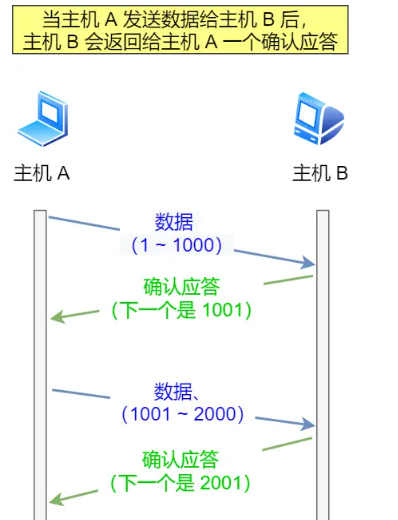 当主机 A 发送数据给主机 B 后,
主机 B 会返回给主机 A 一个确认应答
主机 A
主机 B
数据
（1 ~ 1000）
确认应答
（下一个是 1001）
数据、
（1001 ~ 2000）
确认应答
（下一个是 2001）